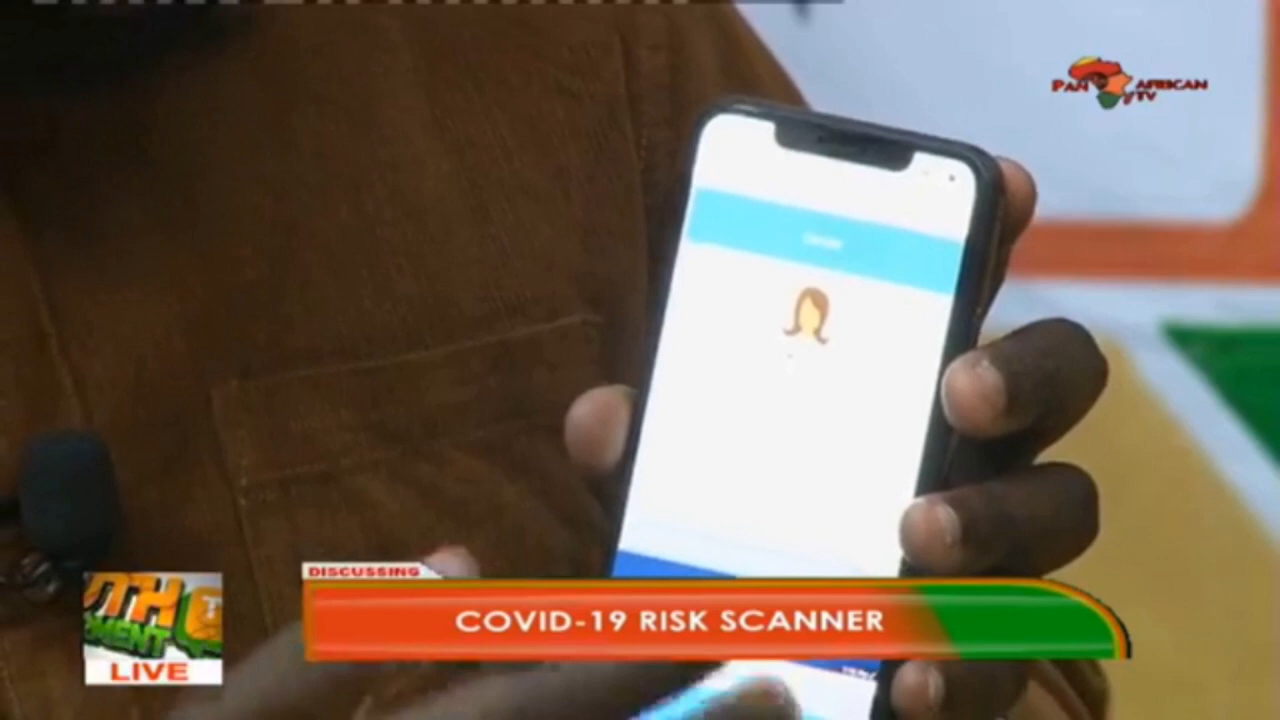 PAN AFRICAN
TV
DISCUSSING
COVID-19 RISK SCANNER
LIVE